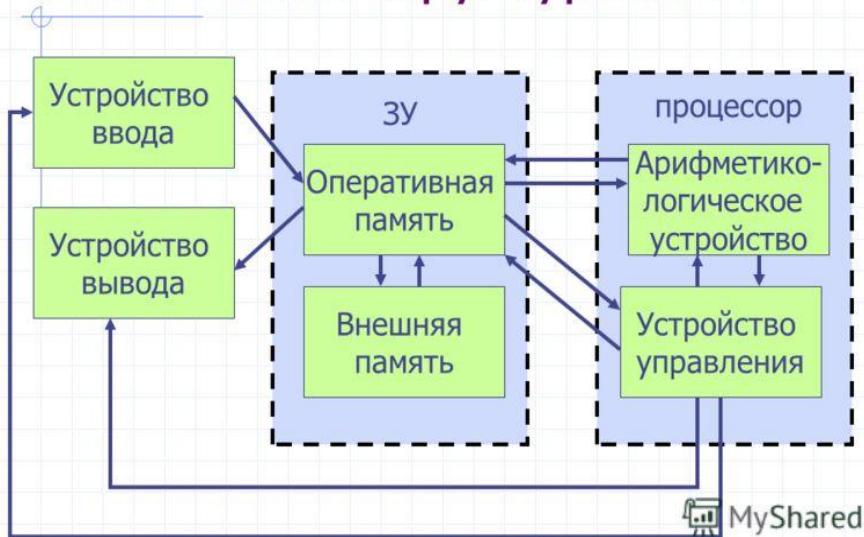 Устройство
ввода
Устройство
вывода
ЗУ
Оперативная
память
Внешняя
память
процессор
Арифметико-
логическое
устройство
Устройство
управления
MyShared